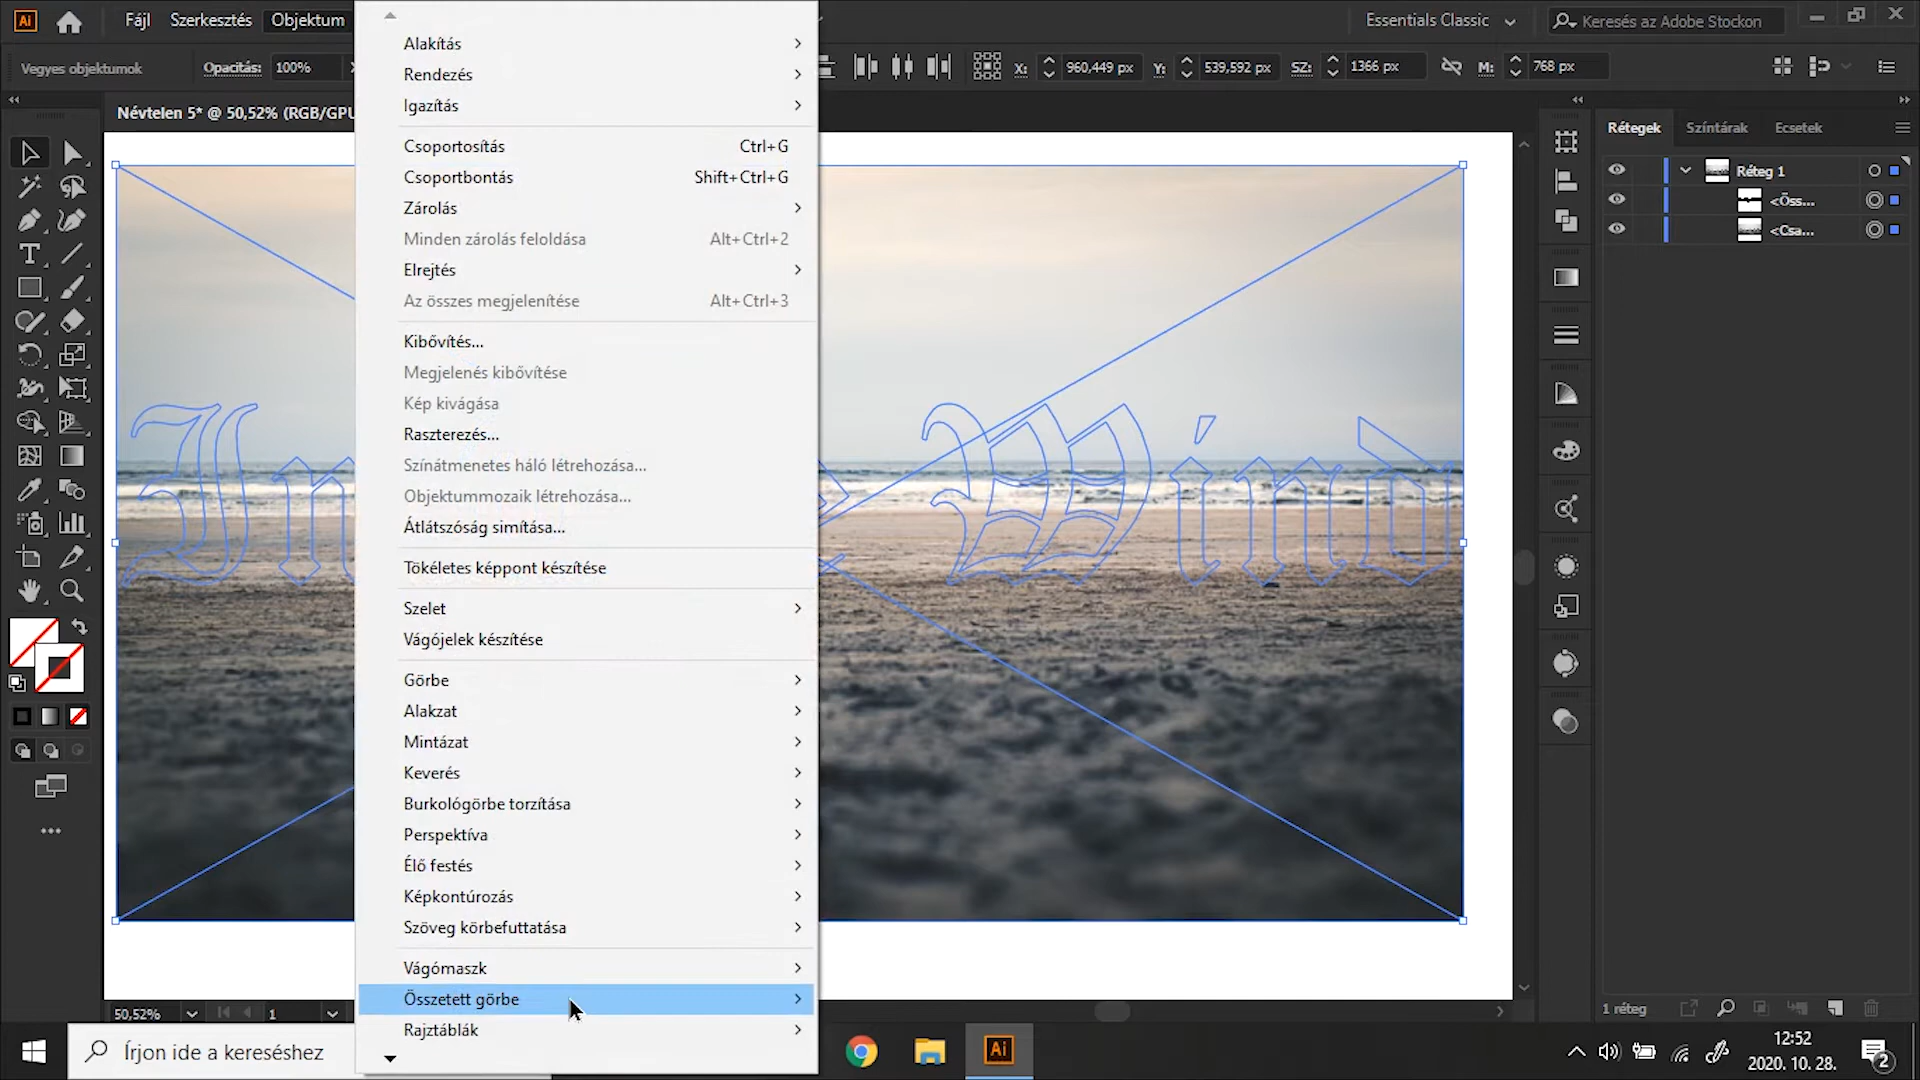 Ai
Fájl Szerkesztés Objektum
Essentials Classic
Keresés az Adobe Stockon
Vegyes objektumok
Opacitás: 100%
X: 960,449 px
Y: 539,592 px
SZ: 1366 px
M: 768 px
Névtelen 5* @ 50,52% (RGB/GPU
Alakítás
Rendezés
Igazítás
Csoportosítás Ctrl+G
Csoportbontás Shift+Ctrl+G
Zárolás
Minden zárolás feloldása Alt+Ctrl+2
Elrejtés
Az összes megjelenítése Alt+Ctrl+3
Kibővítés...
Megjelenés kibővítése
Kép kivágása
Raszterezés...
Színátmenetes háló létrehozása...
Objektummozaik létrehozása...
Átlátszóság simítása...
Tökéletes képpont készítése
Szelet
Vágójelek készítése
Görbe
Alakzat
Mintázat
Keverés
Burkológörbe torzítása
Perspektíva
Élő festés
Képkontúrozás
Szöveg körbefuttatása
Vágómaszk
Összetett görbe
Rajztáblák
Rétegek Színtárak Ecsetek
Réteg 1
<Öss...
<Csa...
50,52% 1
1 réteg
Írjon ide a kereséshez
Ai
12:52
2020. 10. 28.
2